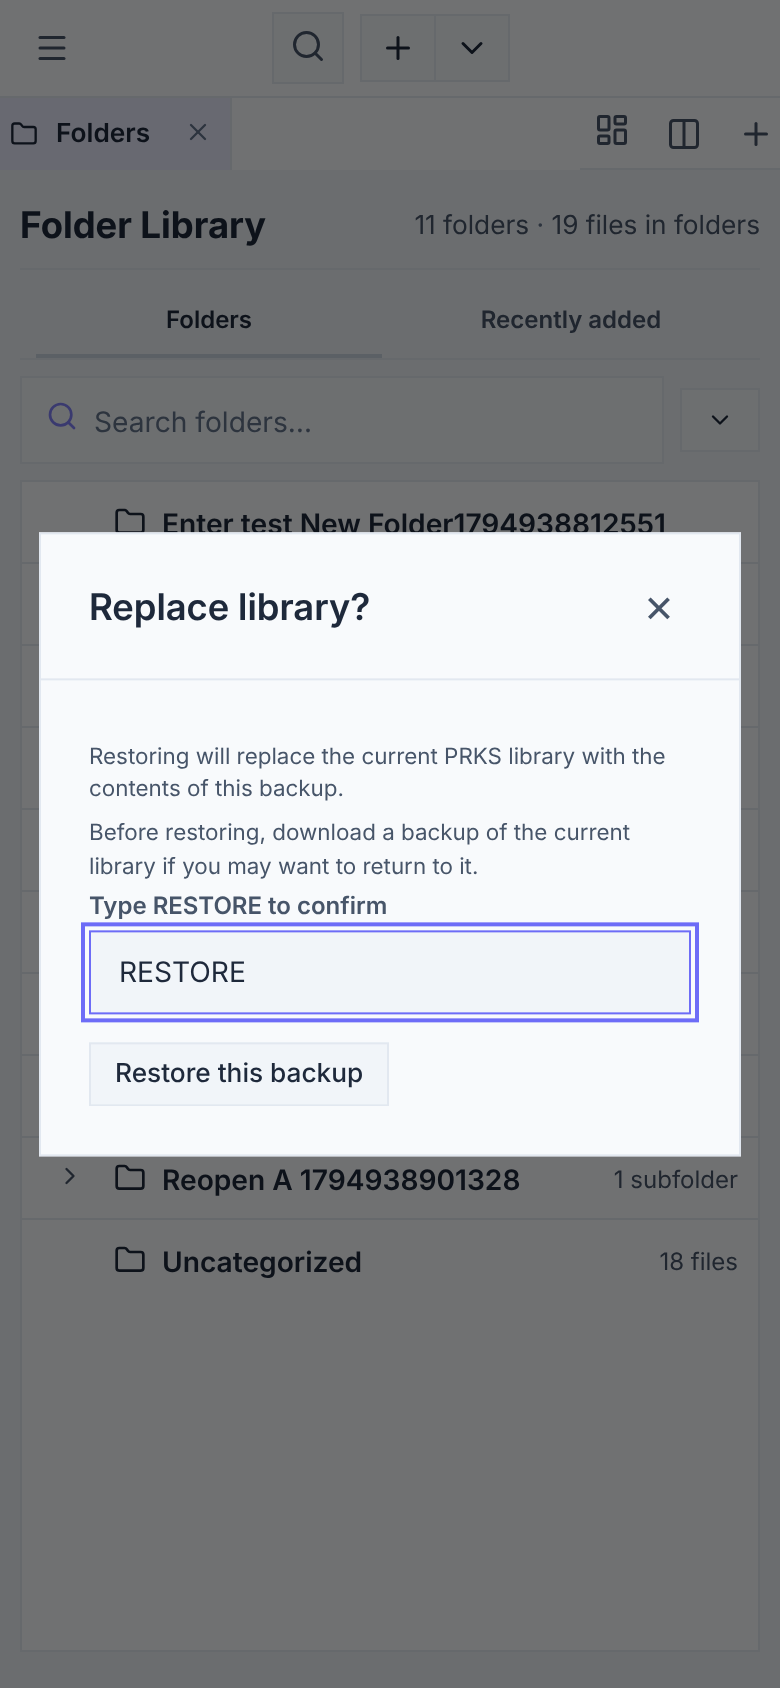 Folders
Folder Library
11 folders · 19 files in folders
Folders
Recently added
Search folders...
Enter test New Folder1794938812551
Replace library?
Restoring will replace the current PRKS library with the
contents of this backup.
Before restoring, download a backup of the current
library if you may want to return to it.
Type RESTORE to confirm
RESTORE
Restore this backup
Reopen A 1794938901328
1 subfolder
Uncategorized
18 files